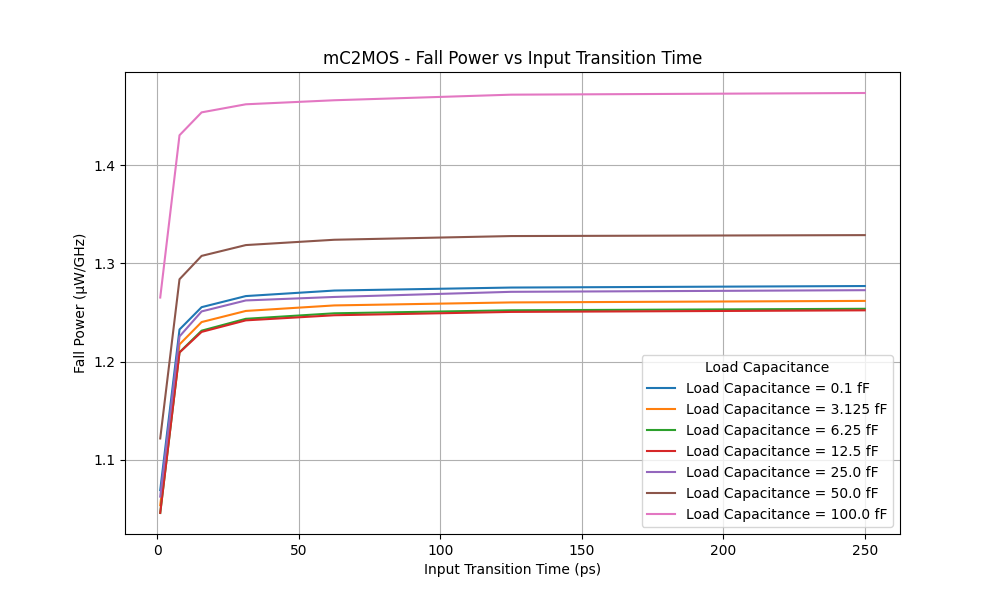 mC2MOS - Fall Power vs Input Transition Time
Fall Power (μW/GHz)
1.4
1.3
1.2
1.1
0
50
100
150
200
250
Input Transition Time (ps)
Load Capacitance
Load Capacitance = 0.1 fF
Load Capacitance = 3.125 fF
Load Capacitance = 6.25 fF
Load Capacitance = 12.5 fF
Load Capacitance = 25.0 fF
Load Capacitance = 50.0 fF
Load Capacitance = 100.0 fF